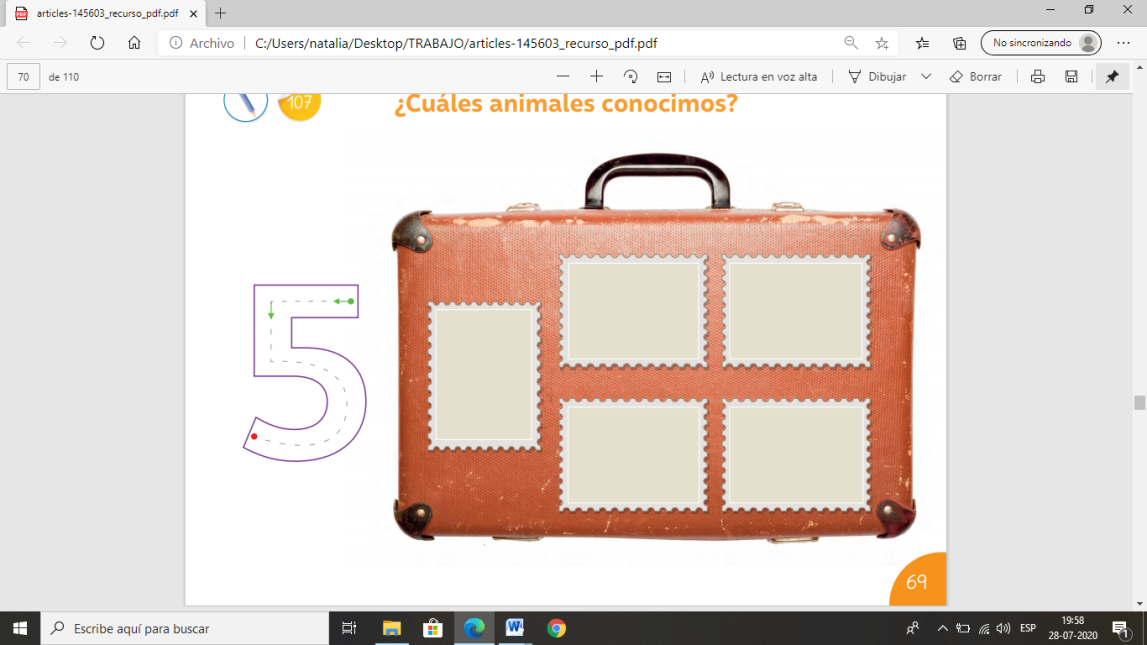 articles-145603_recurso_pdf.pdf
Archivo
C:/Users/natalia/Desktop/TRABAJO/articles-145603_recurso_pdf.pdf
No sincronizando
70 de 110
Lectura en voz alta
Dibujar
Borrar
107
¿Cuáles animales conocimos?
5
69
Escribe aquí para buscar
ESP
19:58
28-07-2020
1